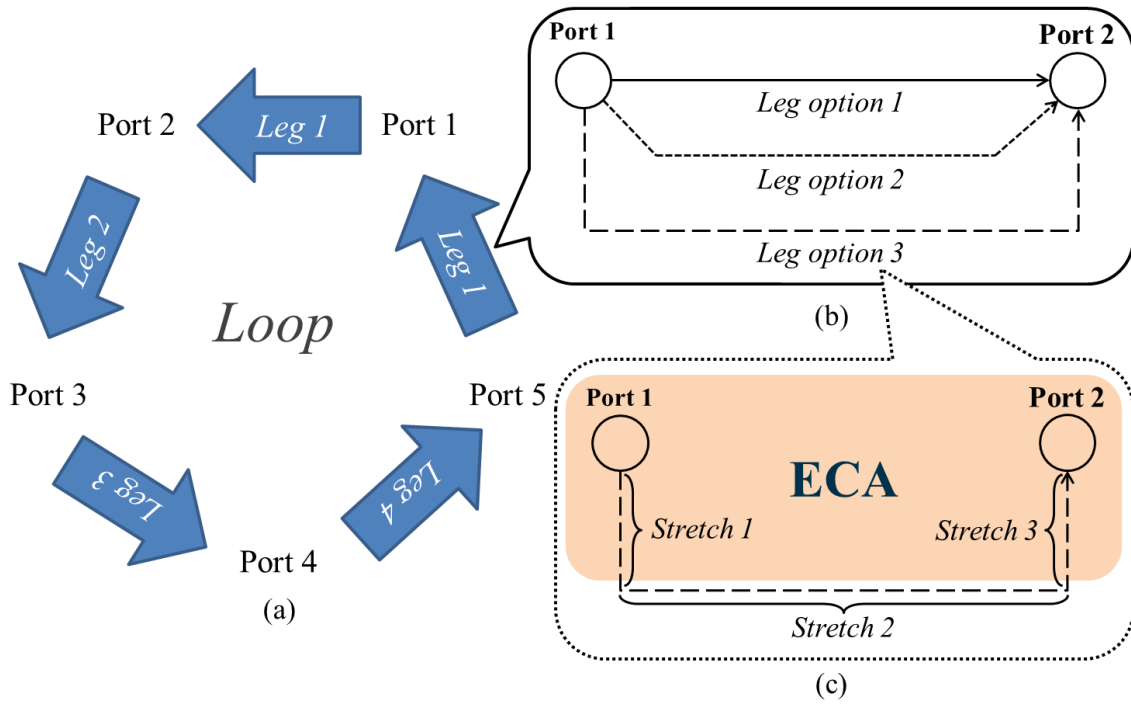 Port 2
Leg 1
Port 1
Leg 2
Leg 1
Loop
Port 3
Port 5
Leg 3
Leg 4
Port 4
(a)
Port 1
Port 2
Leg option 1
Leg option 2
Leg option 3
(b)
Port 1
Port 2
ECA
Stretch 1
Stretch 3
Stretch 2
(c)